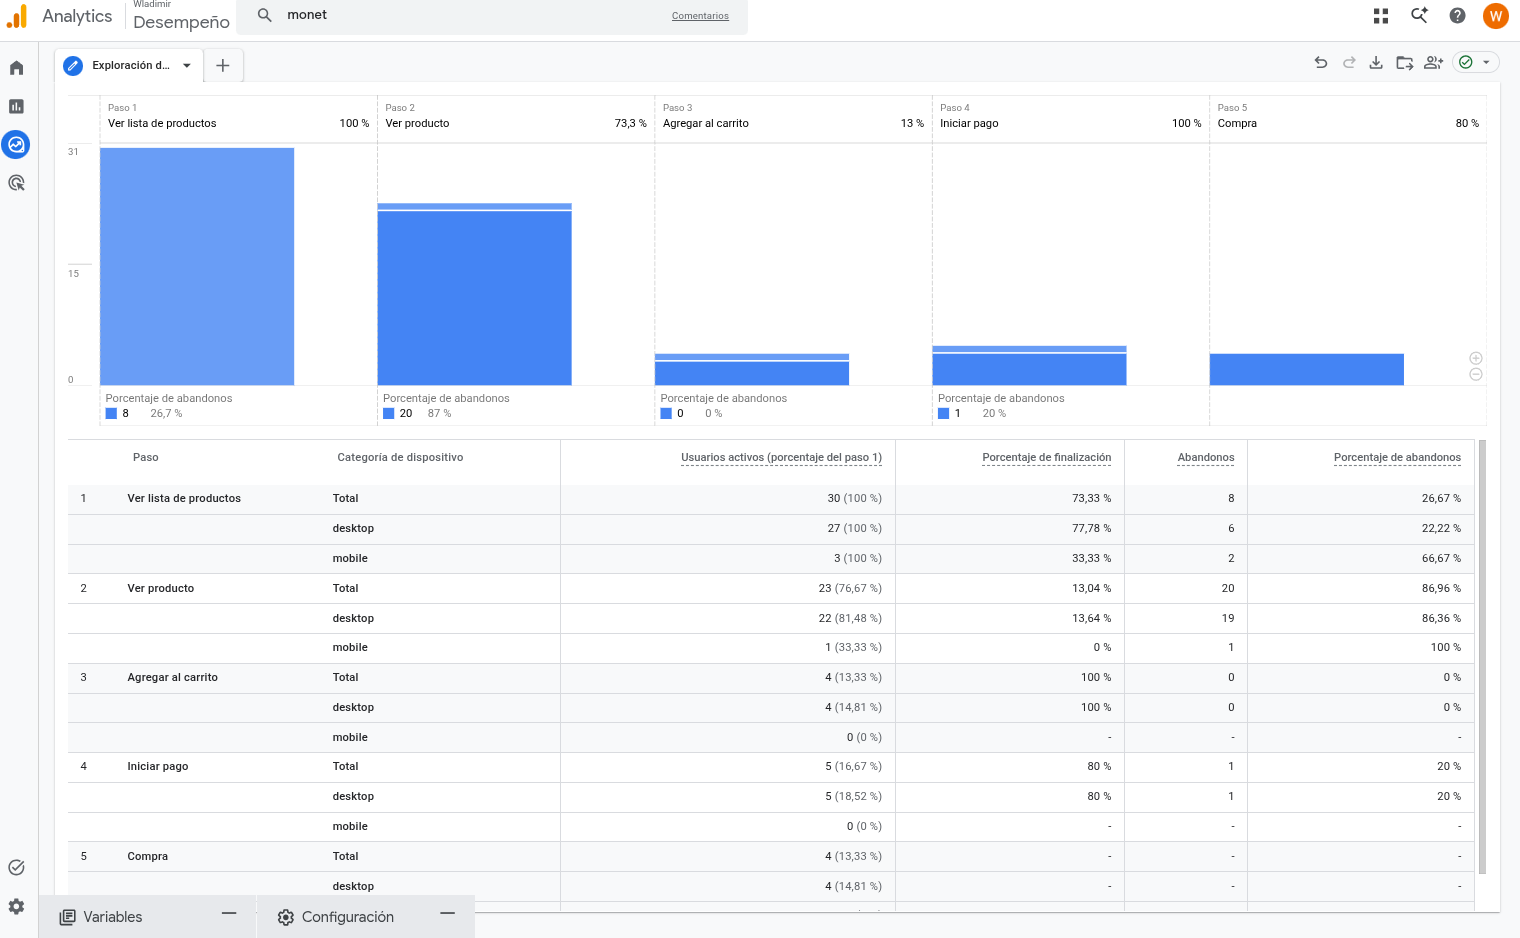 Analytics
Wladimir
Desempeño
monet
Comentarios
W
Exploración d...
Paso 1
Ver lista de productos 100 %
Paso 2
Ver producto 73,3 %
Paso 3
Agregar al carrito 13 %
Paso 4
Iniciar pago 100 %
Paso 5
Compra 80 %
31
15
0
Porcentaje de abandonos
8 26,7 %
Porcentaje de abandonos
20 87 %
Porcentaje de abandonos
0 0 %
Porcentaje de abandonos
1 20 %
Paso Categoría de dispositivo Usuarios activos (porcentaje del paso 1) Porcentaje de finalización Abandonos Porcentaje de abandonos
1 Ver lista de productos Total 30 (100 %) 73,33 % 8 26,67 %
desktop 27 (100 %) 77,78 % 6 22,22 %
mobile 3 (100 %) 33,33 % 2 66,67 %
2 Ver producto Total 23 (76,67 %) 13,04 % 20 86,96 %
desktop 22 (81,48 %) 13,64 % 19 86,36 %
mobile 1 (33,33 %) 0 % 1 100 %
3 Agregar al carrito Total 4 (13,33 %) 100 % 0 0 %
desktop 4 (14,81 %) 100 % 0 0 %
mobile 0 (0 %) - - -
4 Iniciar pago Total 5 (16,67 %) 80 % 1 20 %
desktop 5 (18,52 %) 80 % 1 20 %
mobile 0 (0 %) - - -
5 Compra Total 4 (13,33 %) - - -
desktop 4 (14,81 %) - - -
Variables
Configuración